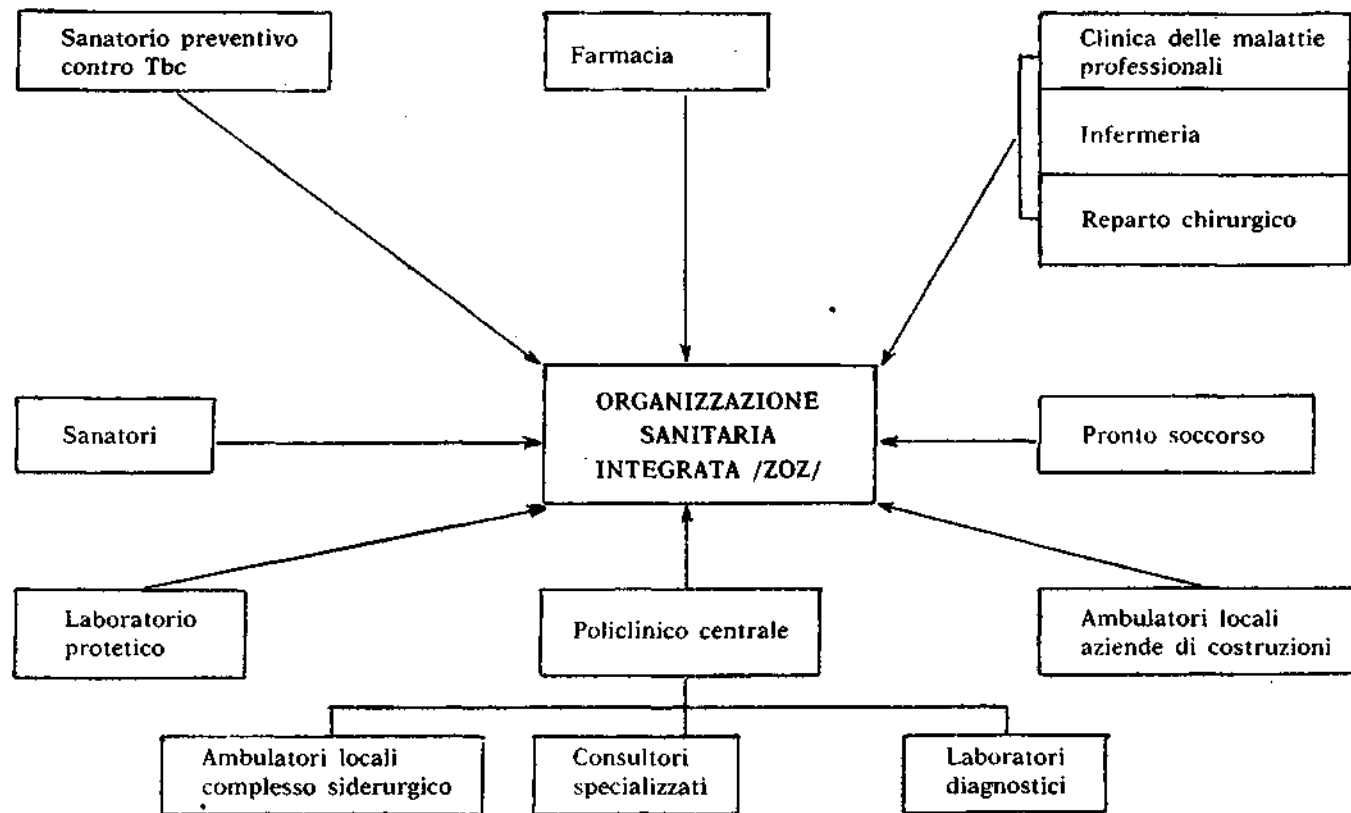 Sanatorio preventivo
contro Tbc
Farmacia
Clinica delle malattie
professionali
Infermeria
Reparto chirurgico
Sanatori
ORGANIZZAZIONE
SANITARIA
INTEGRATA /ZOZ/
Pronto soccorso
Laboratorio
protetico
Policlinico centrale
Ambulatori locali
aziende di costruzioni
Ambulatori locali
complesso siderurgico
Consultori
specializzati
Laboratori
diagnostici